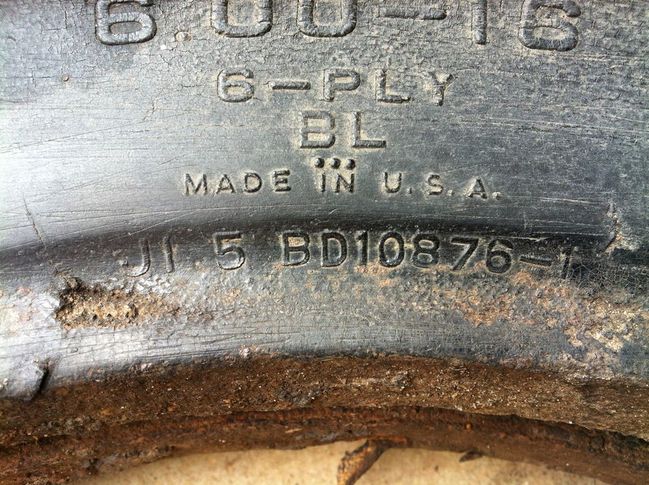 6.00-16
6-PLY
BL
MADE IN U.S.A.
JI 5 BD10876-1